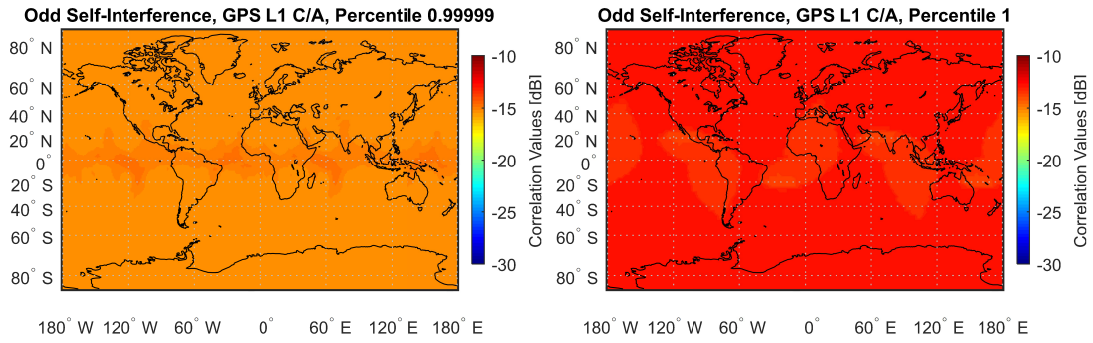 Odd Self-Interference, GPS L1 C/A, Percentile 0.99999
80° N
60° N
40° N
20° N
0°
20° S
40° S
60° S
80° S
180° W
120° W
60° W
0°
60° E
120° E
180° E
-10
-15
-20
-25
-30
Correlation Values [dB]
Odd Self-Interference, GPS L1 C/A, Percentile 1
80° N
60° N
40° N
20° N
0°
20° S
40° S
60° S
80° S
180° W
120° W
60° W
0°
60° E
120° E
180° E
-10
-15
-20
-25
-30
Correlation Values [dB]